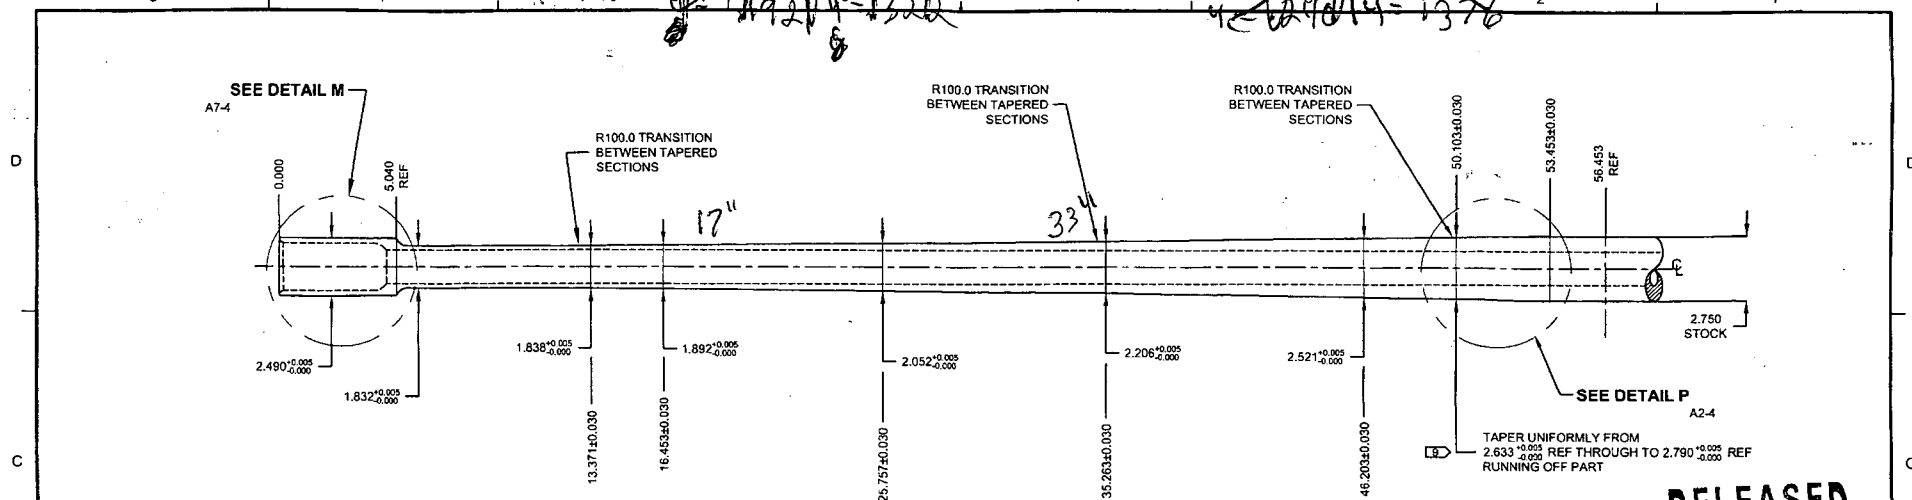 2
SEE DETAIL M
A7-4
R100.0 TRANSITION
BETWEEN TAPERED
SECTIONS
R100.0 TRANSITION
BETWEEN TAPERED
SECTIONS
R100.0 TRANSITION
BETWEEN TAPERED
SECTIONS
50.103±0.030
53.453±0.030
56.453
REF
D
0.000
5.040
REF
17"
33"
2.490 +0.005 -0.000
1.832 +0.005 -0.000
1.838 +0.005 -0.000
1.892 +0.005 -0.000
2.052 +0.005 -0.000
2.206 +0.005 -0.000
2.521 +0.005 -0.000
2.750
STOCK
SEE DETAIL P
A2-4
13.371±0.030
16.453±0.030
25.757±0.030
35.263±0.030
46.203±0.030
9
TAPER UNIFORMLY FROM
2.633 +0.005 -0.000 REF THROUGH TO 2.790 +0.005 -0.000 REF
RUNNING OFF PART
C
RELEASED